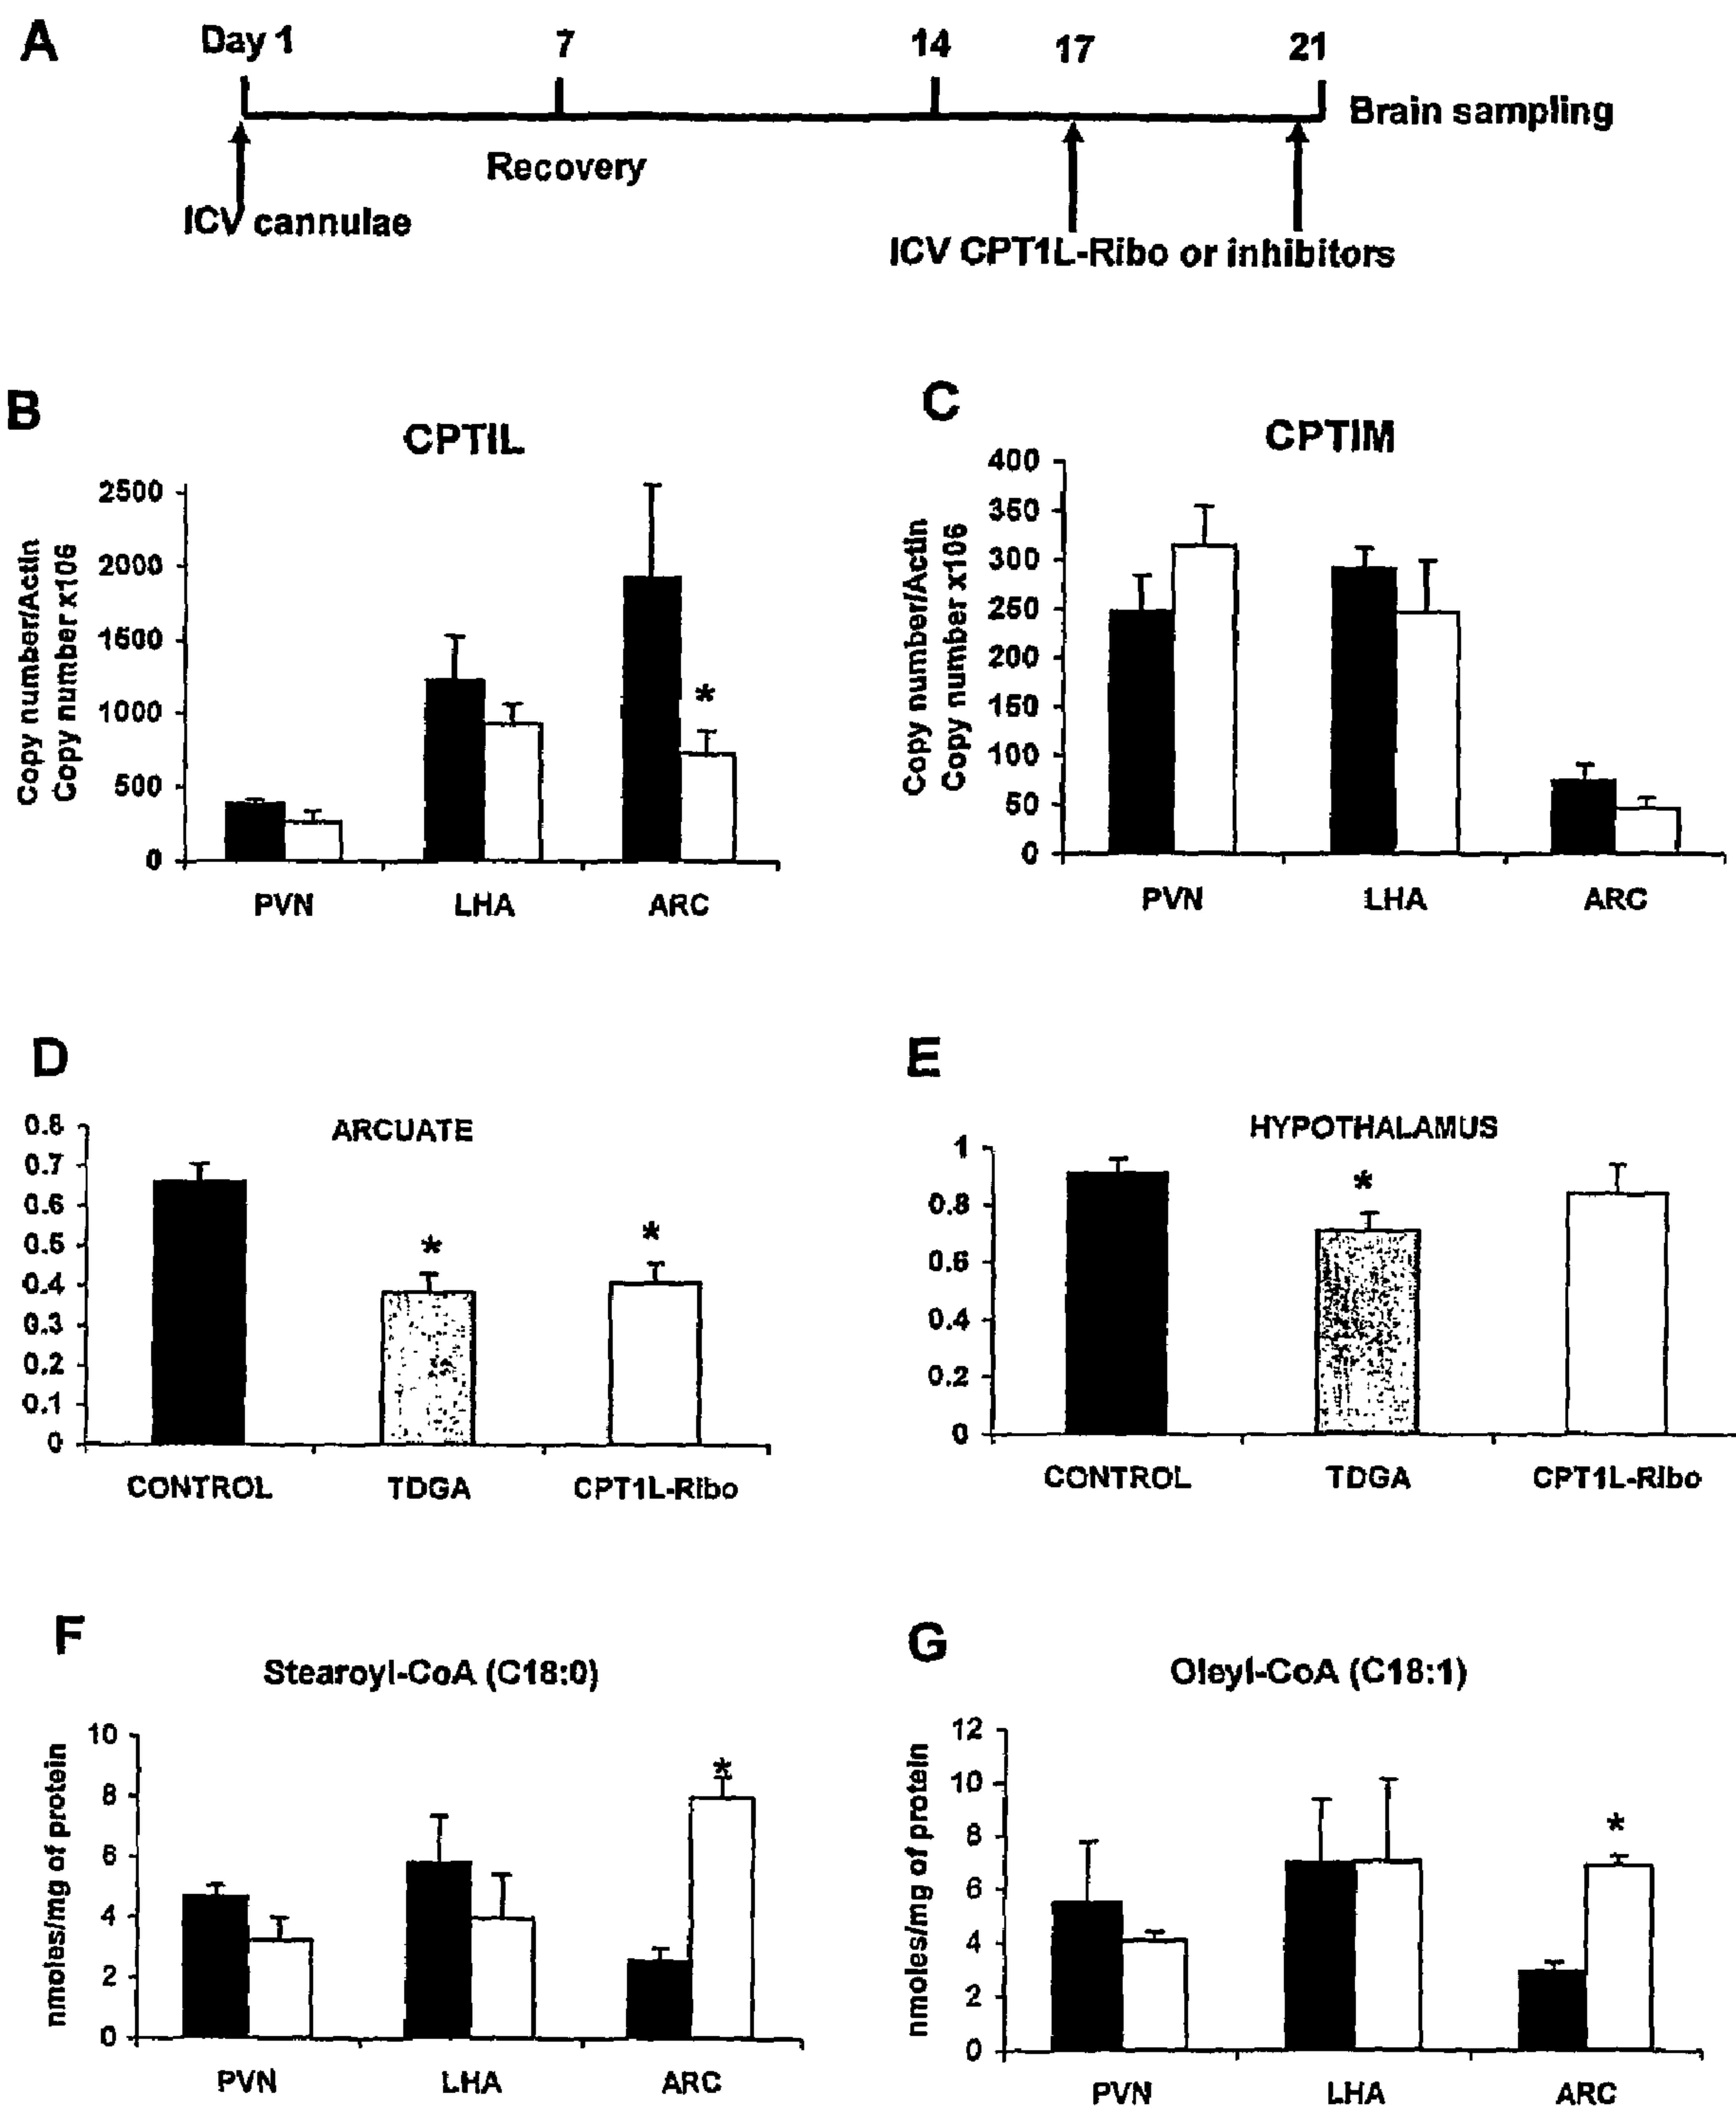 A
Day 1 7 14 17 21
Brain sampling
Recovery
ICV cannulae
ICV CPT1L-Ribo or inhibitors
B
CPTIL
Copy number/Actin
Copy number x106
2500
2000
1500
1000
500
0
*
PVN LHA ARC
C
CPTIM
Copy number/Actin
Copy number x106
400
350
300
250
200
150
100
50
0
PVN LHA ARC
D
ARCUATE
0.8
0.7
0.6
0.5
0.4
0.3
0.2
0.1
0
* *
CONTROL TDGA CPT1L-Ribo
E
HYPOTHALAMUS
1
0.8
0.6
0.4
0.2
0
*
CONTROL TDGA CPT1L-Ribo
F
Stearoyl-CoA (C18:0)
nmoles/mg of protein
10
8
6
4
2
0
*
PVN LHA ARC
G
Oleyl-CoA (C18:1)
nmoles/mg of protein
12
10
8
6
4
2
0
*
PVN LHA ARC